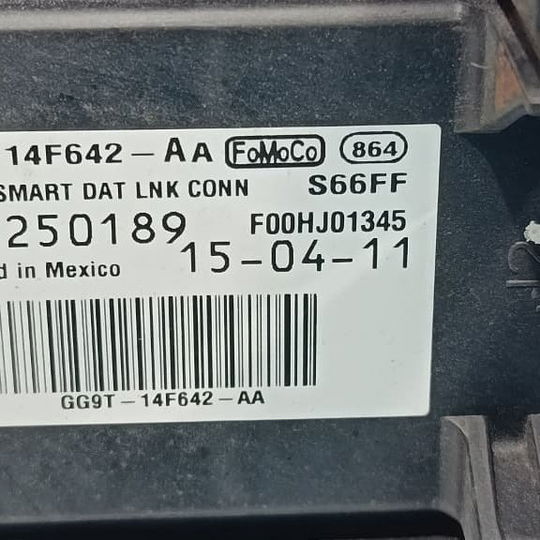 14F642-AA FoMoCo 864
SMART DAT LNK CONN S66FF
250189 F00HJ01345
d in Mexico 15-04-11
GG9T-14F642-AA